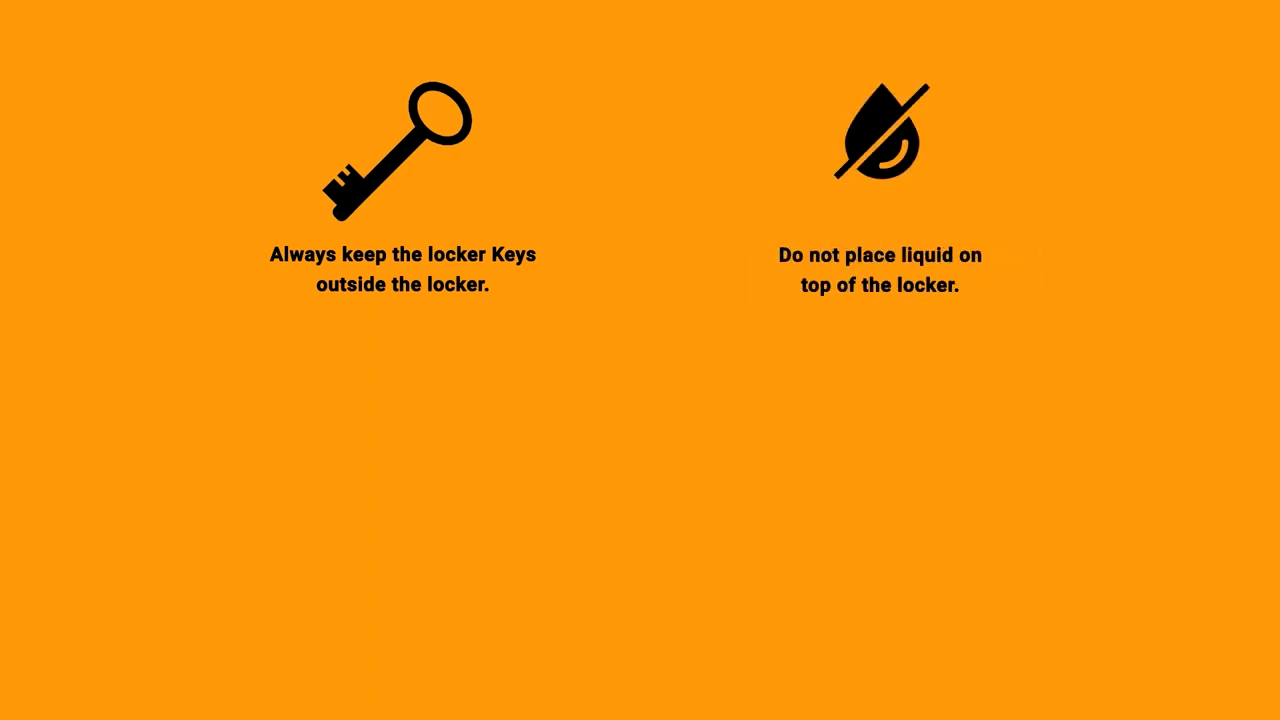 Always keep the locker Keys
outside the locker.
Do not place liquid on
top of the locker.